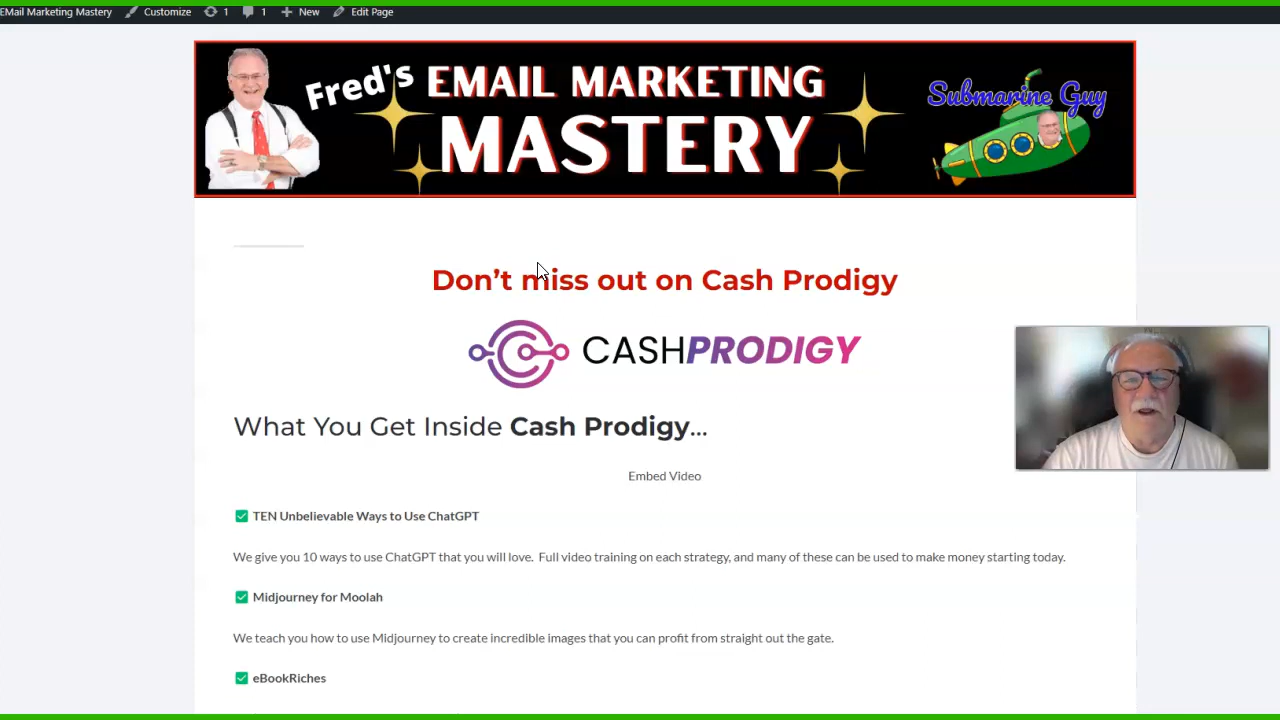 EMail Marketing Mastery Customize 1 1 New Edit Page
Fred's EMAIL MARKETING
MASTERY
Submarine Guy
Don’t miss out on Cash Prodigy
CASHPRODIGY
What You Get Inside Cash Prodigy...
Embed Video
TEN Unbelievable Ways to Use ChatGPT
We give you 10 ways to use ChatGPT that you will love. Full video training on each strategy, and many of these can be used to make money starting today.
Midjourney for Moolah
We teach you how to use Midjourney to create incredible images that you can profit from straight out the gate.
eBookRiches